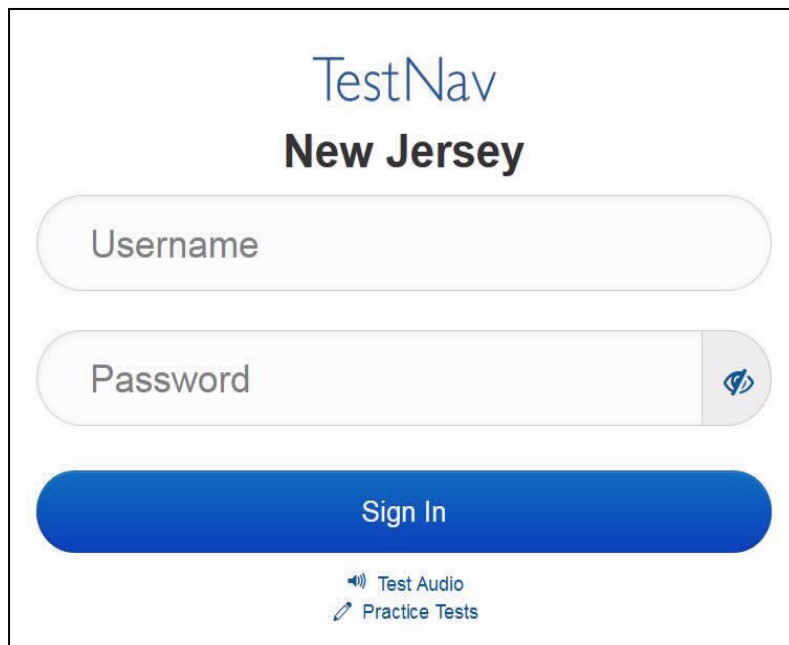 TestNav
New Jersey
Username
Password
Sign In
Test Audio
Practice Tests